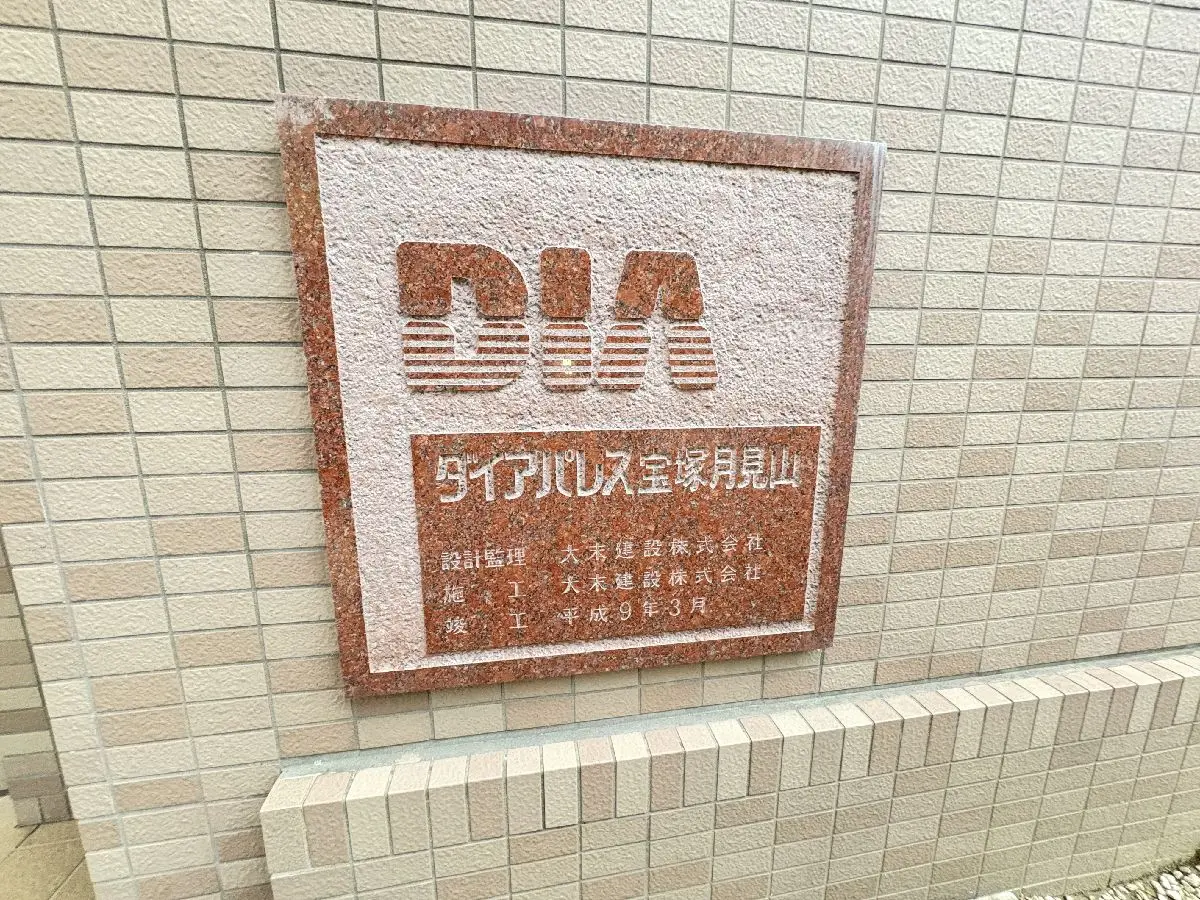 DIA
ダイアパレス宝塚月見山
設計監理 大末建設株式会社
施工 大末建設株式会社
竣工 平成9年3月